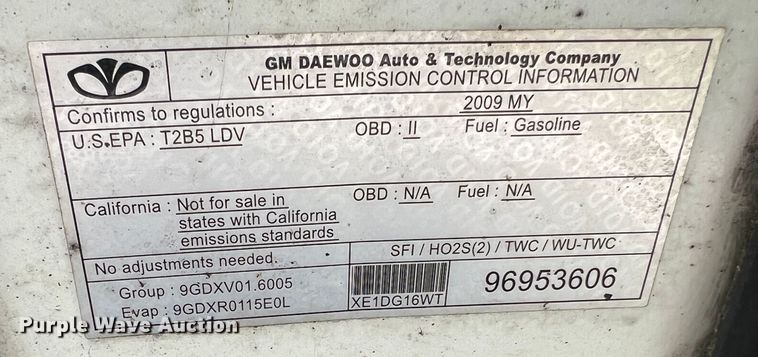 GM DAEWOO Auto & Technology Company
VEHICLE EMISSION CONTROL INFORMATION
Confirms to regulations : 2009 MY
U.S.EPA : T2B5 LDV OBD : II Fuel : Gasoline
California : Not for sale in OBD : N/A Fuel : N/A
states with California
emissions standards
No adjustments needed. SFI / HO2S(2) / TWC / WU-TWC
Group : 9GDXV01.6005
Evap : 9GDXR0115E0L
XE1DG16WT
96953606
Purple Wave Auction